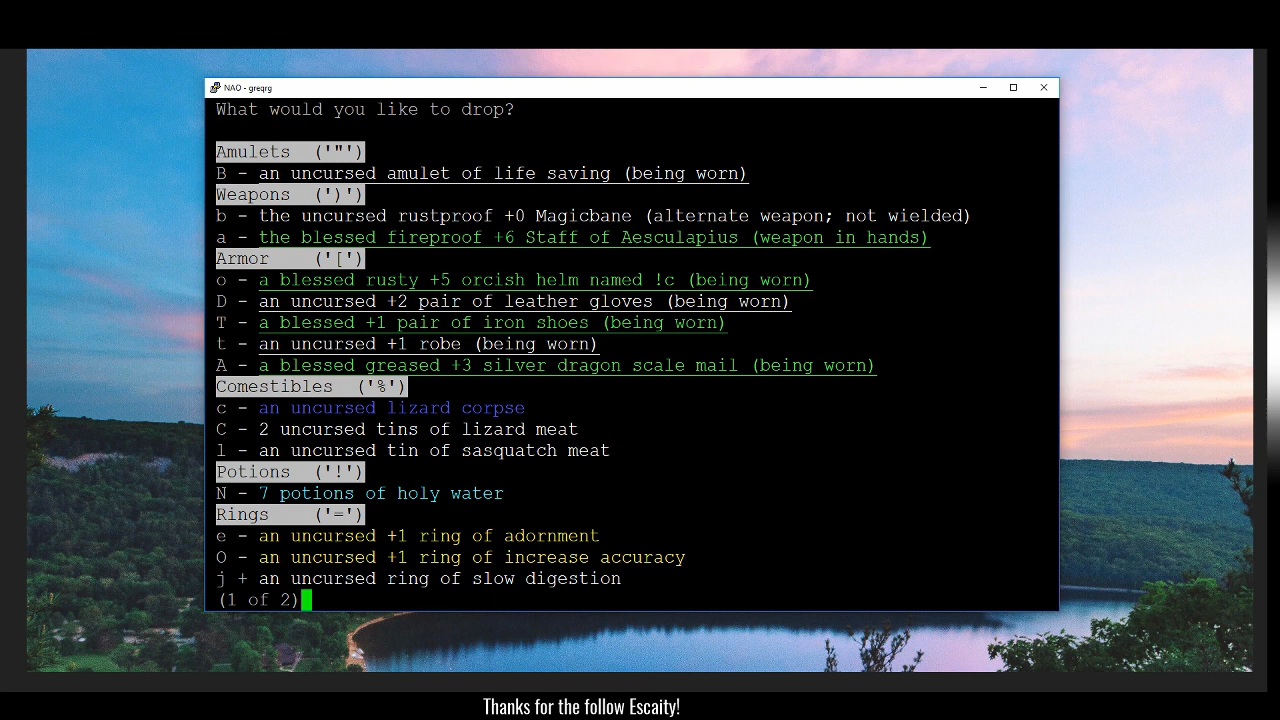 NAO - greqrg
What would you like to drop?
Amulets ('"')
B - an uncursed amulet of life saving (being worn)
Weapons (')')
b - the uncursed rustproof +0 Magicbane (alternate weapon; not wielded)
a - the blessed fireproof +6 Staff of Aesculapius (weapon in hands)
Armor ('[')
o - a blessed rusty +5 orcish helm named !c (being worn)
D - an uncursed +2 pair of leather gloves (being worn)
T - a blessed +1 pair of iron shoes (being worn)
t - an uncursed +1 robe (being worn)
A - a blessed greased +3 silver dragon scale mail (being worn)
Comestibles ('%')
c - an uncursed lizard corpse
C - 2 uncursed tins of lizard meat
l - an uncursed tin of sasquatch meat
Potions ('!')
N - 7 potions of holy water
Rings ('=')
e - an uncursed +1 ring of adornment
O - an uncursed +1 ring of increase accuracy
j + an uncursed ring of slow digestion
(1 of 2)
Thanks for the follow Escaity!